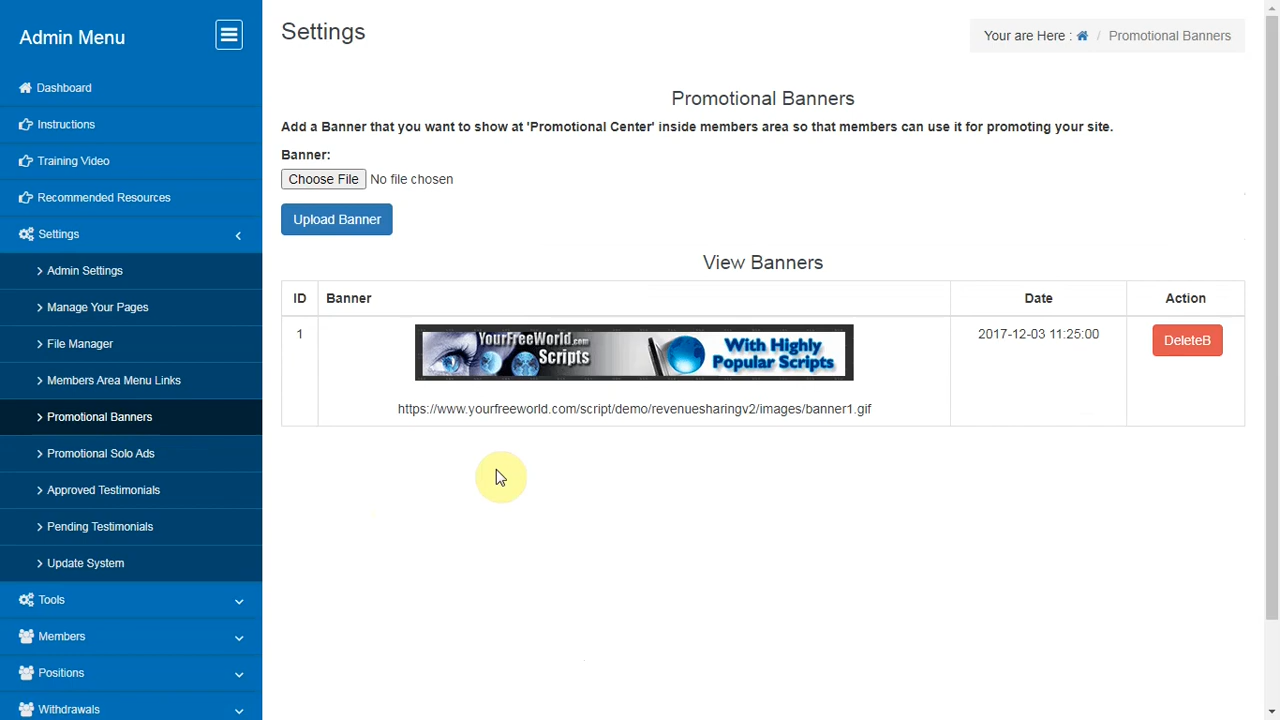 Admin Menu
Dashboard
Instructions
Training Video
Recommended Resources
Settings
Admin Settings
Manage Your Pages
File Manager
Members Area Menu Links
Promotional Banners
Promotional Solo Ads
Approved Testimonials
Pending Testimonials
Update System
Tools
Members
Positions
Withdrawals
Settings
Your are Here : / Promotional Banners
Promotional Banners
Add a Banner that you want to show at 'Promotional Center' inside members area so that members can use it for promoting your site.
Banner:
Choose File No file chosen
Upload Banner
View Banners
ID Banner Date Action
1 2017-12-03 11:25:00 DeleteB
YourFreeWorld.com
Scripts
With Highly
Popular Scripts
https://www.yourfreeworld.com/script/demo/revenuesharingv2/images/banner1.gif